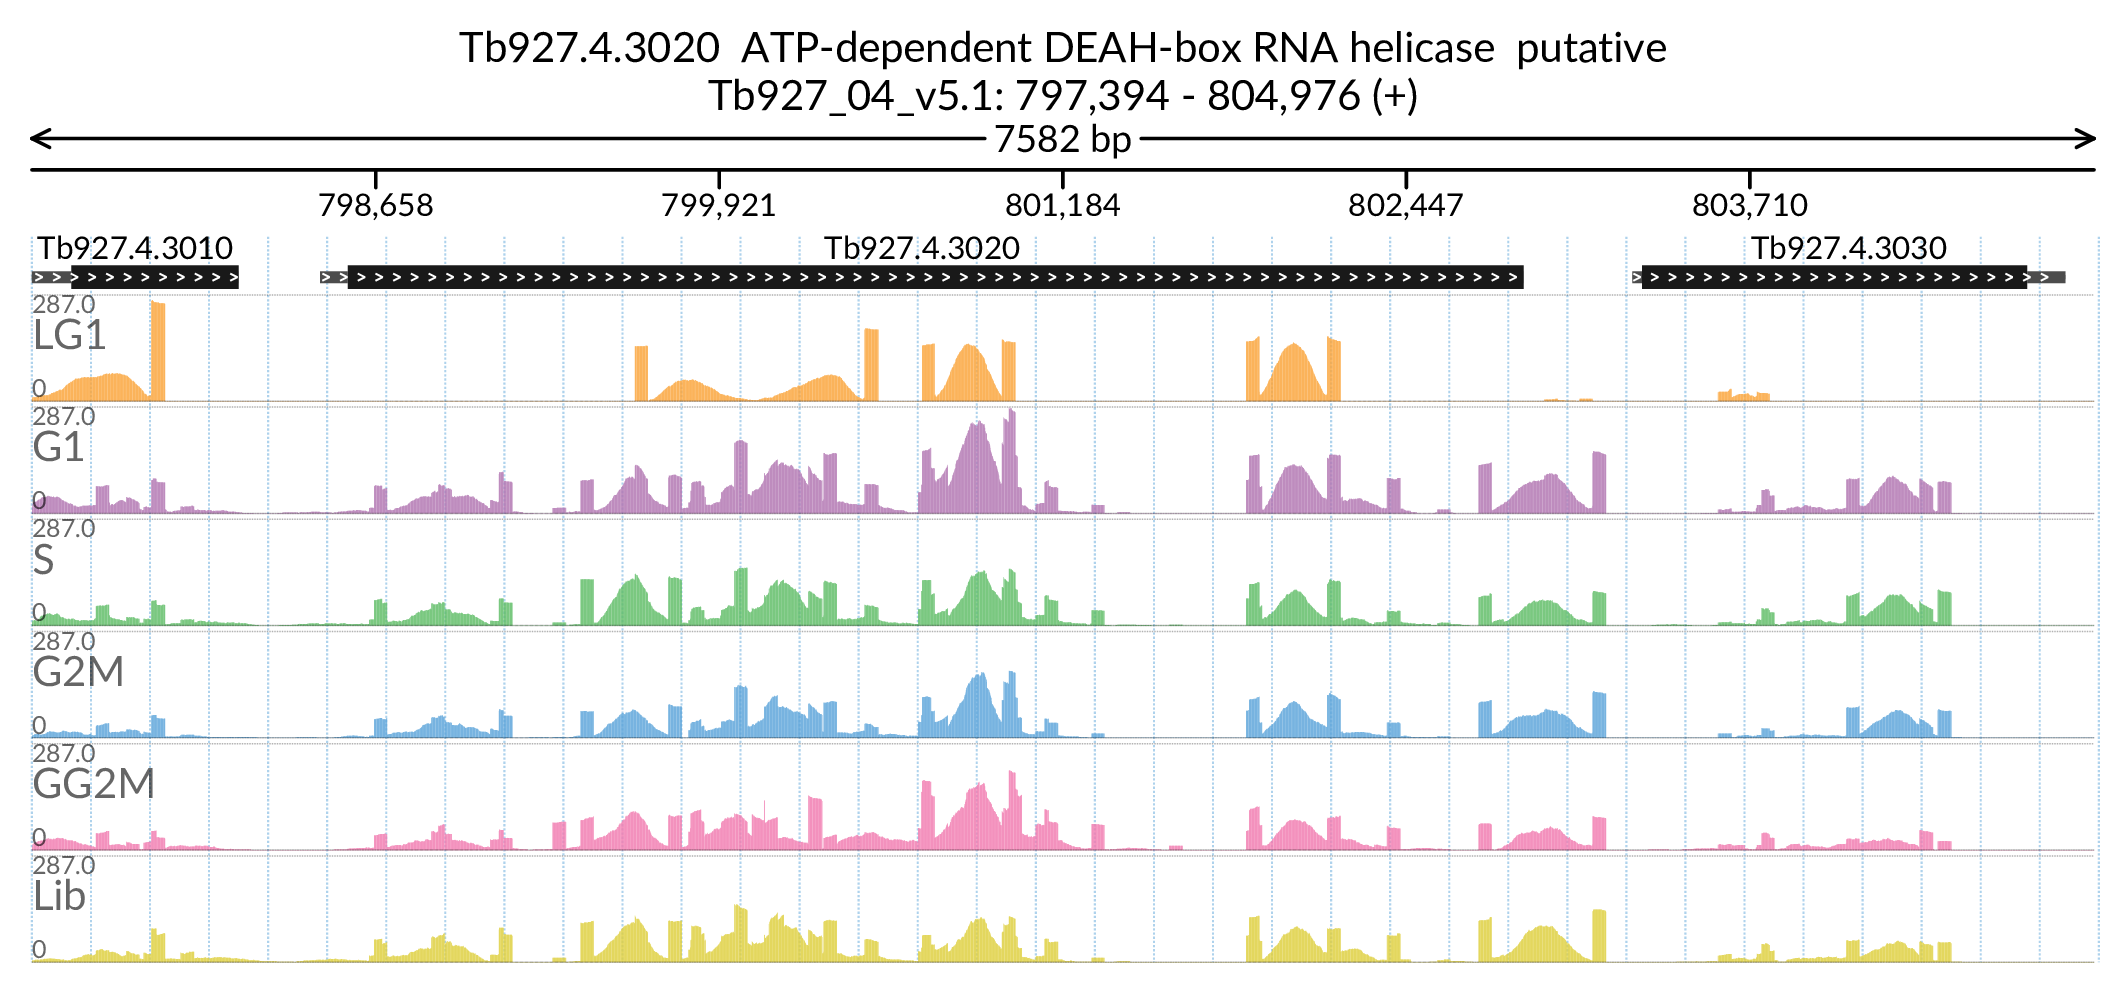 Tb927.4.3020 ATP-dependent DEAH-box RNA helicase putative
Tb927_04_v5.1: 797,394 - 804,976 (+)
7582 bp
798,658 799,921 801,184 802,447 803,710
Tb927.4.3010 Tb927.4.3020 Tb927.4.3030
287.0
LG1
0
287.0
G1
0
287.0
S
0
287.0
G2M
0
287.0
GG2M
0
287.0
Lib
0